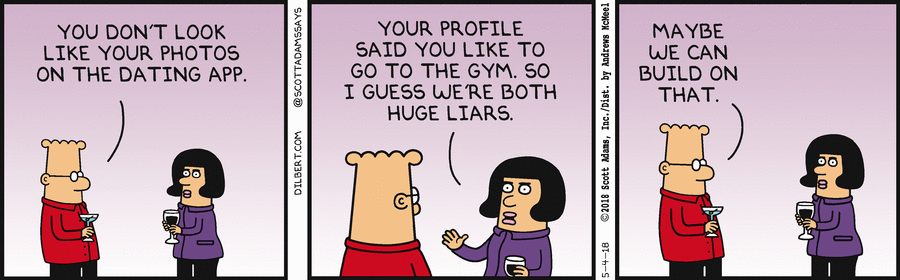 YOU DON'T LOOK
LIKE YOUR PHOTOS
ON THE DATING APP.
DILBERT.COM @SCOTTADAMSSAYS
YOUR PROFILE
SAID YOU LIKE TO
GO TO THE GYM. SO
I GUESS WE'RE BOTH
HUGE LIARS.
5-4-18 ©2018 Scott Adams, Inc./Dist. by Andrews McMeel
MAYBE
WE CAN
BUILD ON
THAT.